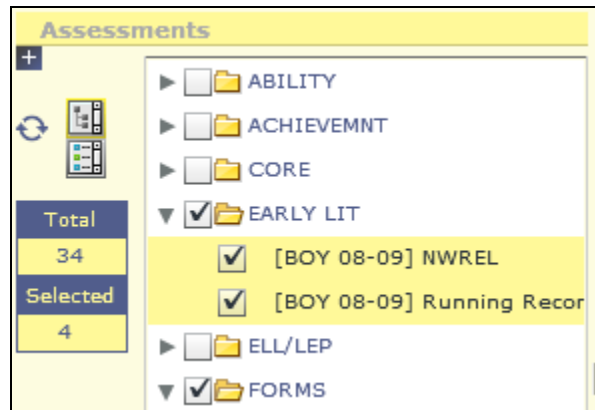 Assessments
ABILITY
ACHIEVEMNT
CORE
EARLY LIT
[BOY 08-09] NWREL
[BOY 08-09] Running Recor
ELL/LEP
FORMS
Total
34
Selected
4